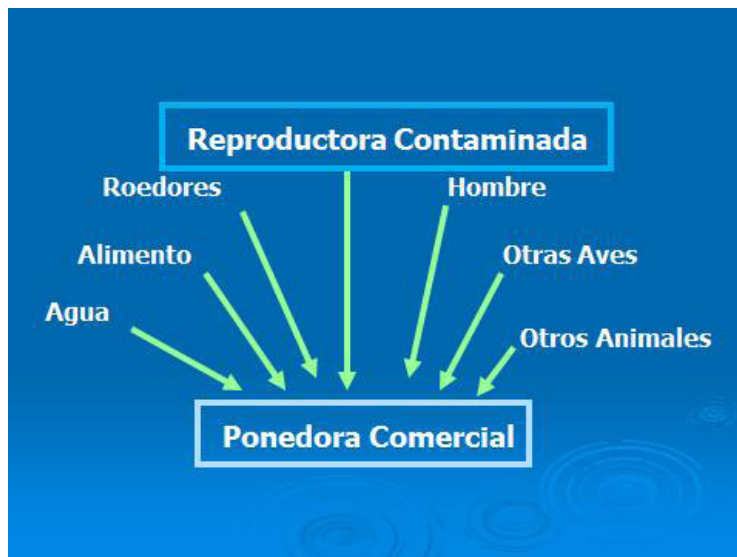 Reproductora Contaminada
Roedores
Hombre
Alimento
Otras Aves
Agua
Otros Animales
Ponedora Comercial